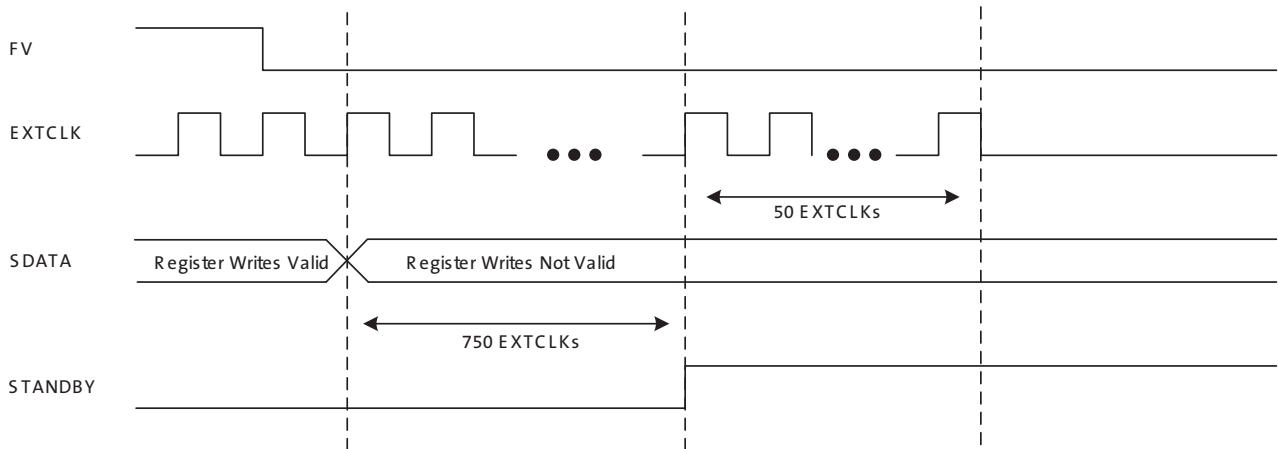 FV
EXTCLK
50 EXTCLKs
SDATA
Register Writes Valid
Register Writes Not Valid
750 EXTCLKs
STANDBY